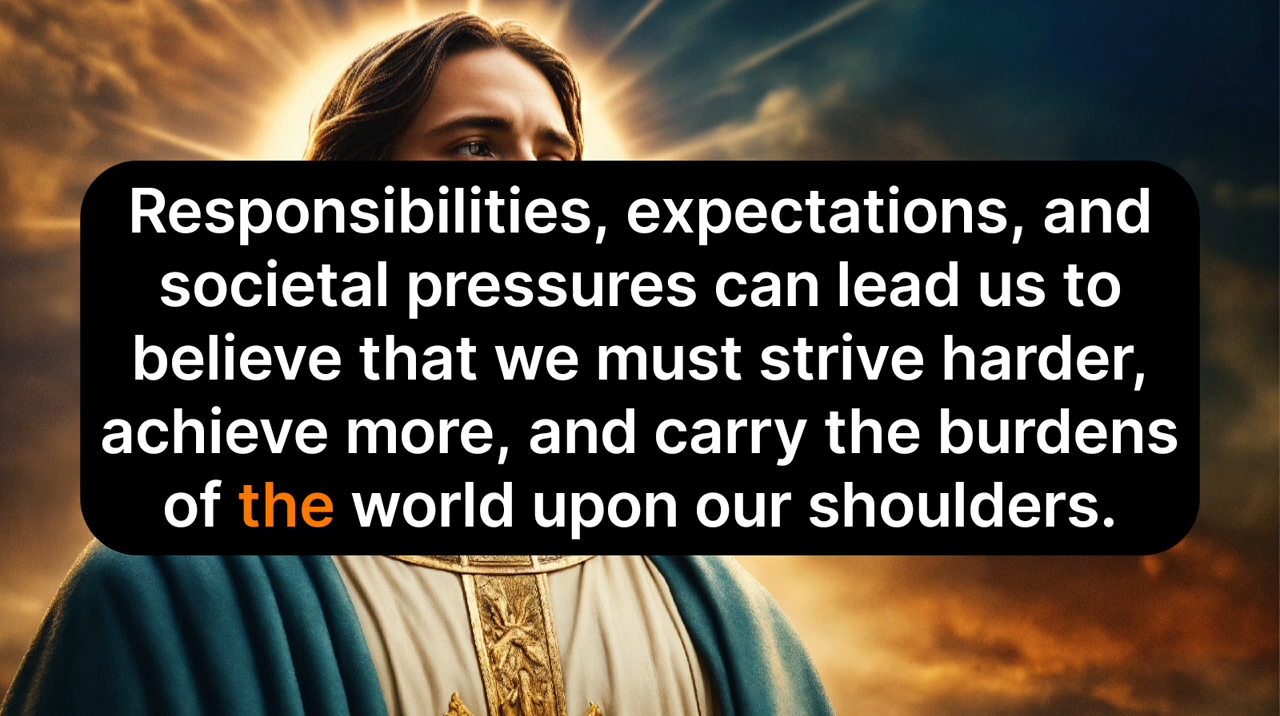 Responsibilities, expectations, and
societal pressures can lead us to
believe that we must strive harder,
achieve more, and carry the burdens
of the world upon our shoulders.